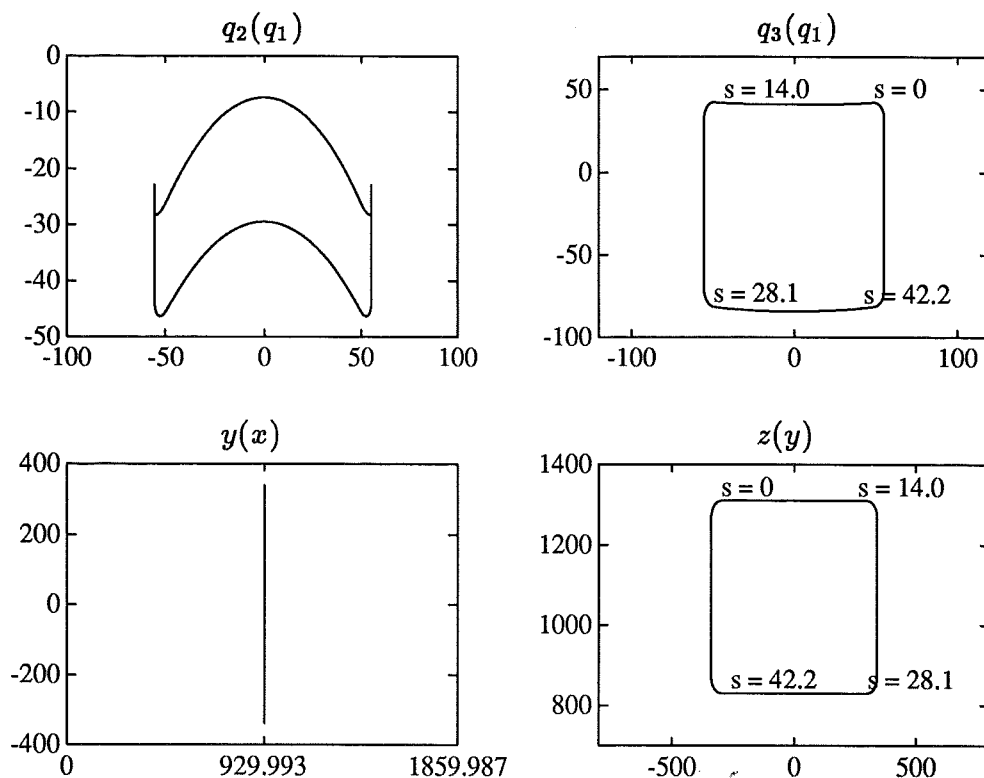 q₂(q₁)
0
-10
-20
-30
-40
-50
-100 -50 0 50 100
q₃(q₁)
50
0
-50
-100
-100 0 100
s = 14.0 s = 0
s = 28.1 s = 42.2
y(x)
400
200
0
-200
-400
0 929.993 1859.987
z(y)
1400
1200
1000
800
-500 0 500
s = 0 s = 14.0
s = 42.2 s = 28.1